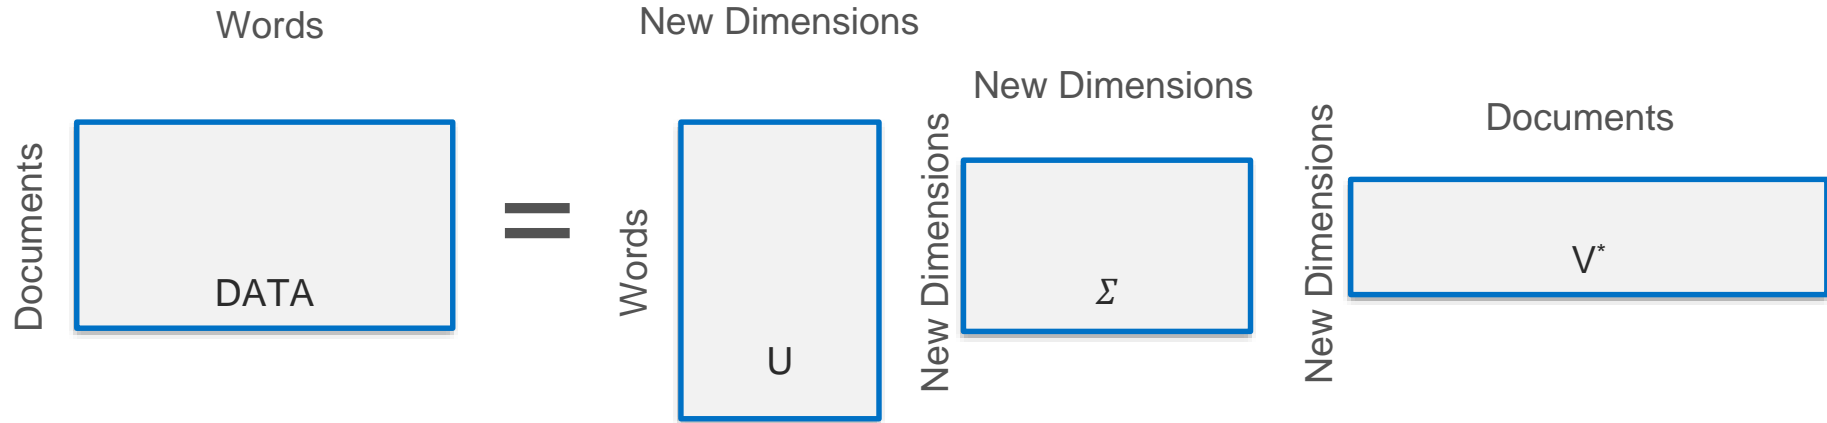 Words
Documents
DATA
=
New Dimensions
Words
U
New Dimensions
New Dimensions
Σ
Documents
New Dimensions
V*